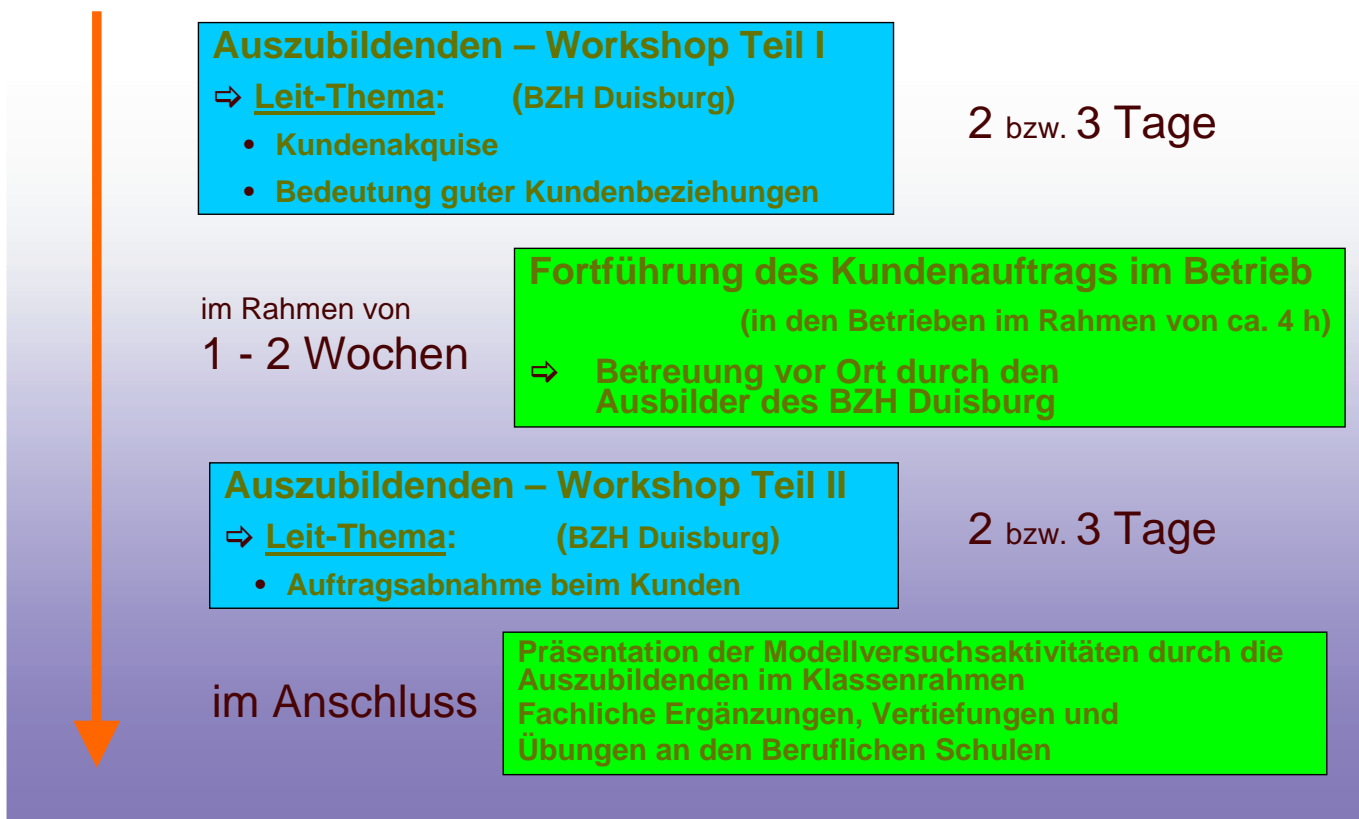 Auszubildenden – Workshop Teil I
⇨ Leit-Thema: (BZH Duisburg)
• Kundenakquise
• Bedeutung guter Kundenbeziehungen
2 bzw. 3 Tage
im Rahmen von
1 - 2 Wochen
Fortführung des Kundenauftrags im Betrieb
(in den Betrieben im Rahmen von ca. 4 h)
⇨ Betreuung vor Ort durch den
Ausbilder des BZH Duisburg
Auszubildenden – Workshop Teil II
⇨ Leit-Thema: (BZH Duisburg)
• Auftragsabnahme beim Kunden
2 bzw. 3 Tage
im Anschluss
Präsentation der Modellversuchsaktivitäten durch die
Auszubildenden im Klassenrahmen
Fachliche Ergänzungen, Vertiefungen und
Übungen an den Beruflichen Schulen